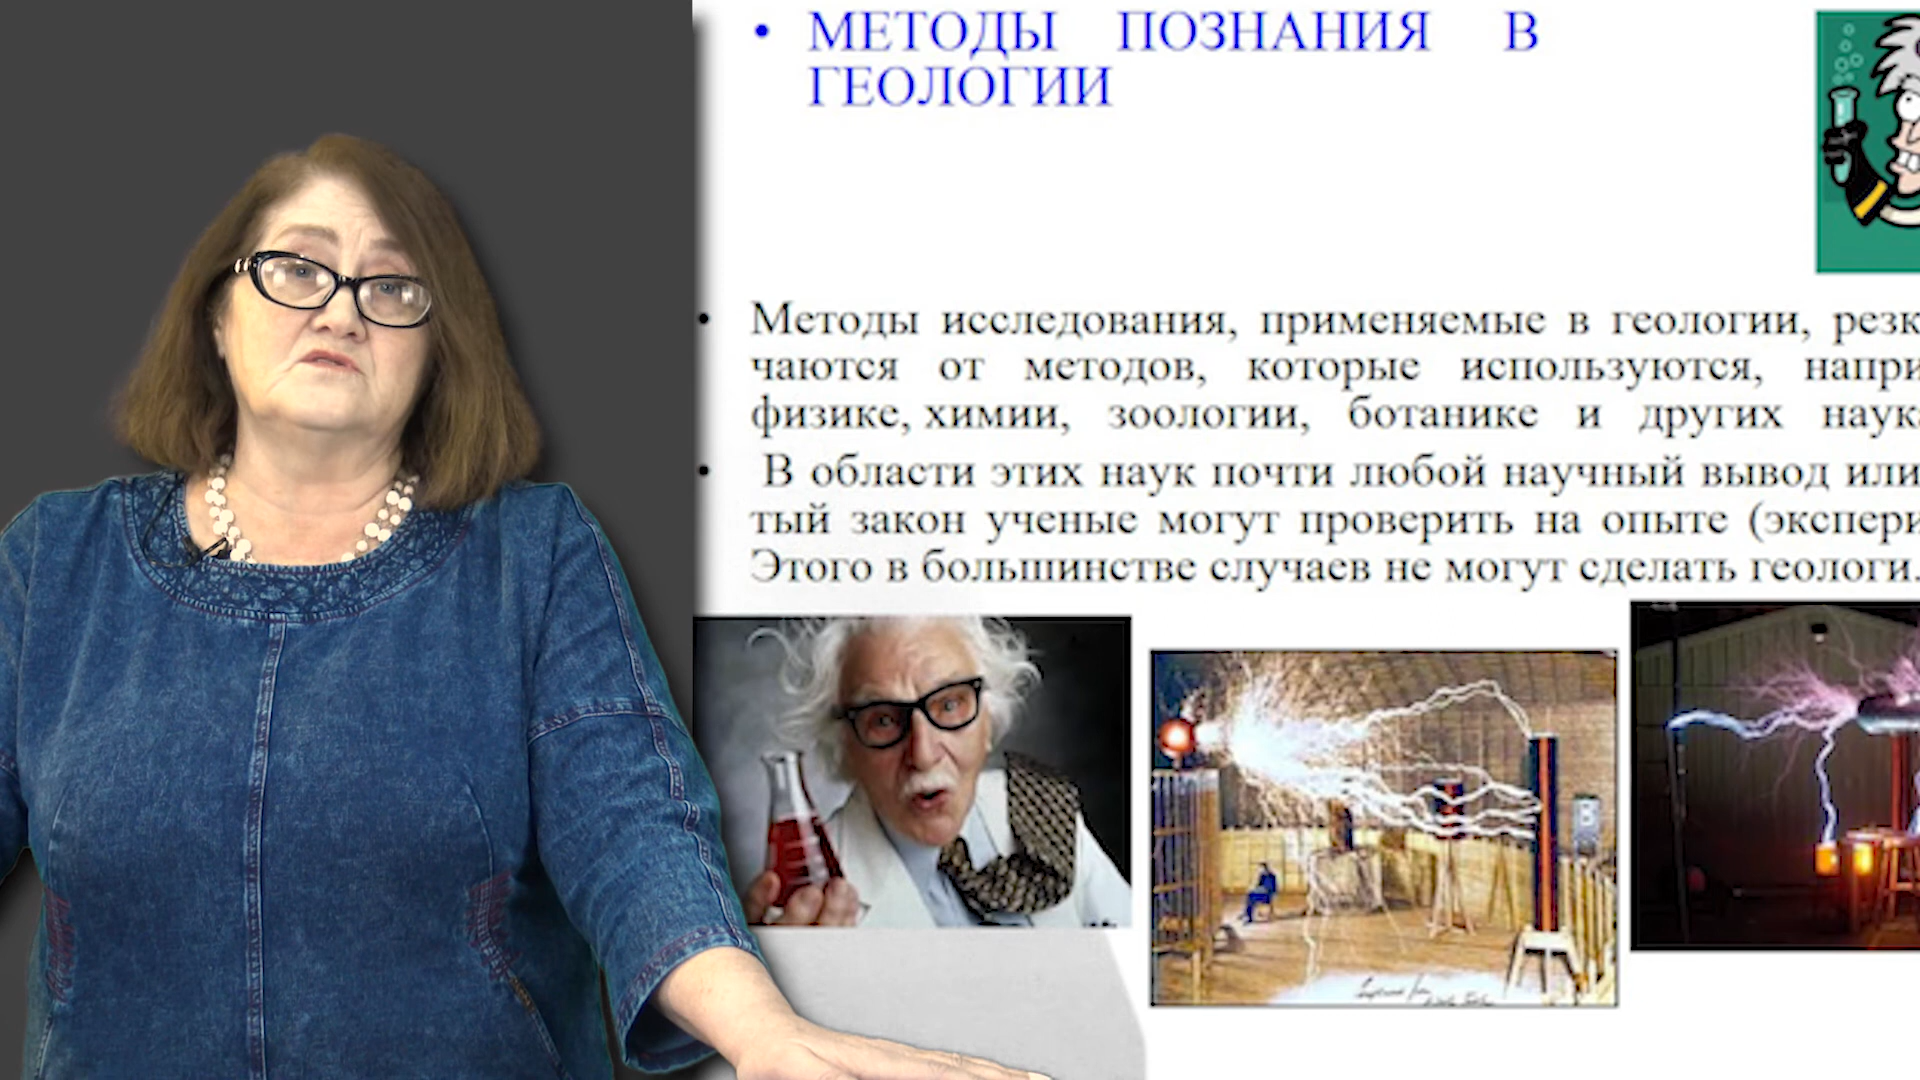 • МЕТОДЫ ПОЗНАНИЯ В
ГЕОЛОГИИ
• Методы исследования, применяемые в геологии, резк
чаются от методов, которые используются, напри
физике, химии, зоологии, ботанике и других наука
• В области этих наук почти любой научный вывод или
тый закон ученые могут проверить на опыте (экспери
Этого в большинстве случаев не могут сделать геологи.